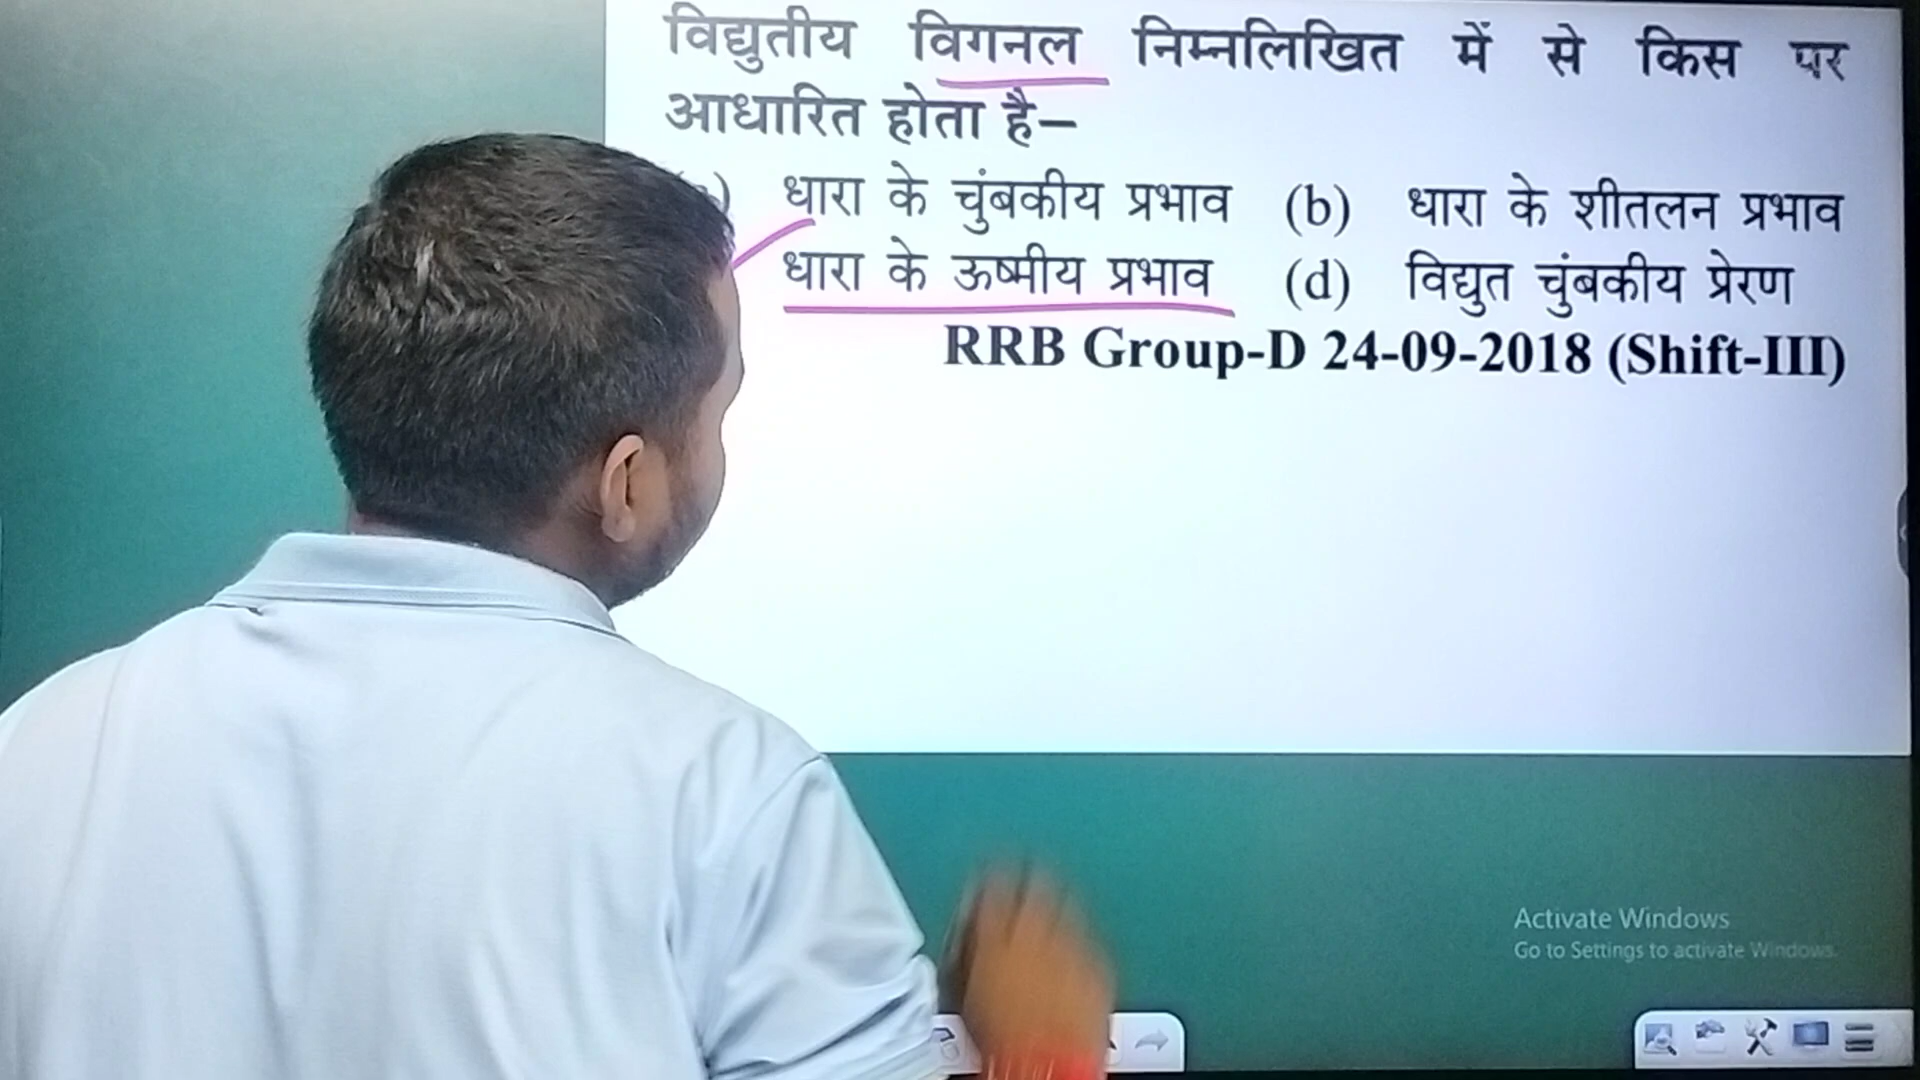 विद्युतीय विगनल निम्नलिखित में से किस पर
आधारित होता है–
) धारा के चुंबकीय प्रभाव (b) धारा के शीतलन प्रभाव
धारा के ऊष्मीय प्रभाव (d) विद्युत चुंबकीय प्रेरण
RRB Group-D 24-09-2018 (Shift-III)
Activate Windows
Go to Settings to activate Windows.